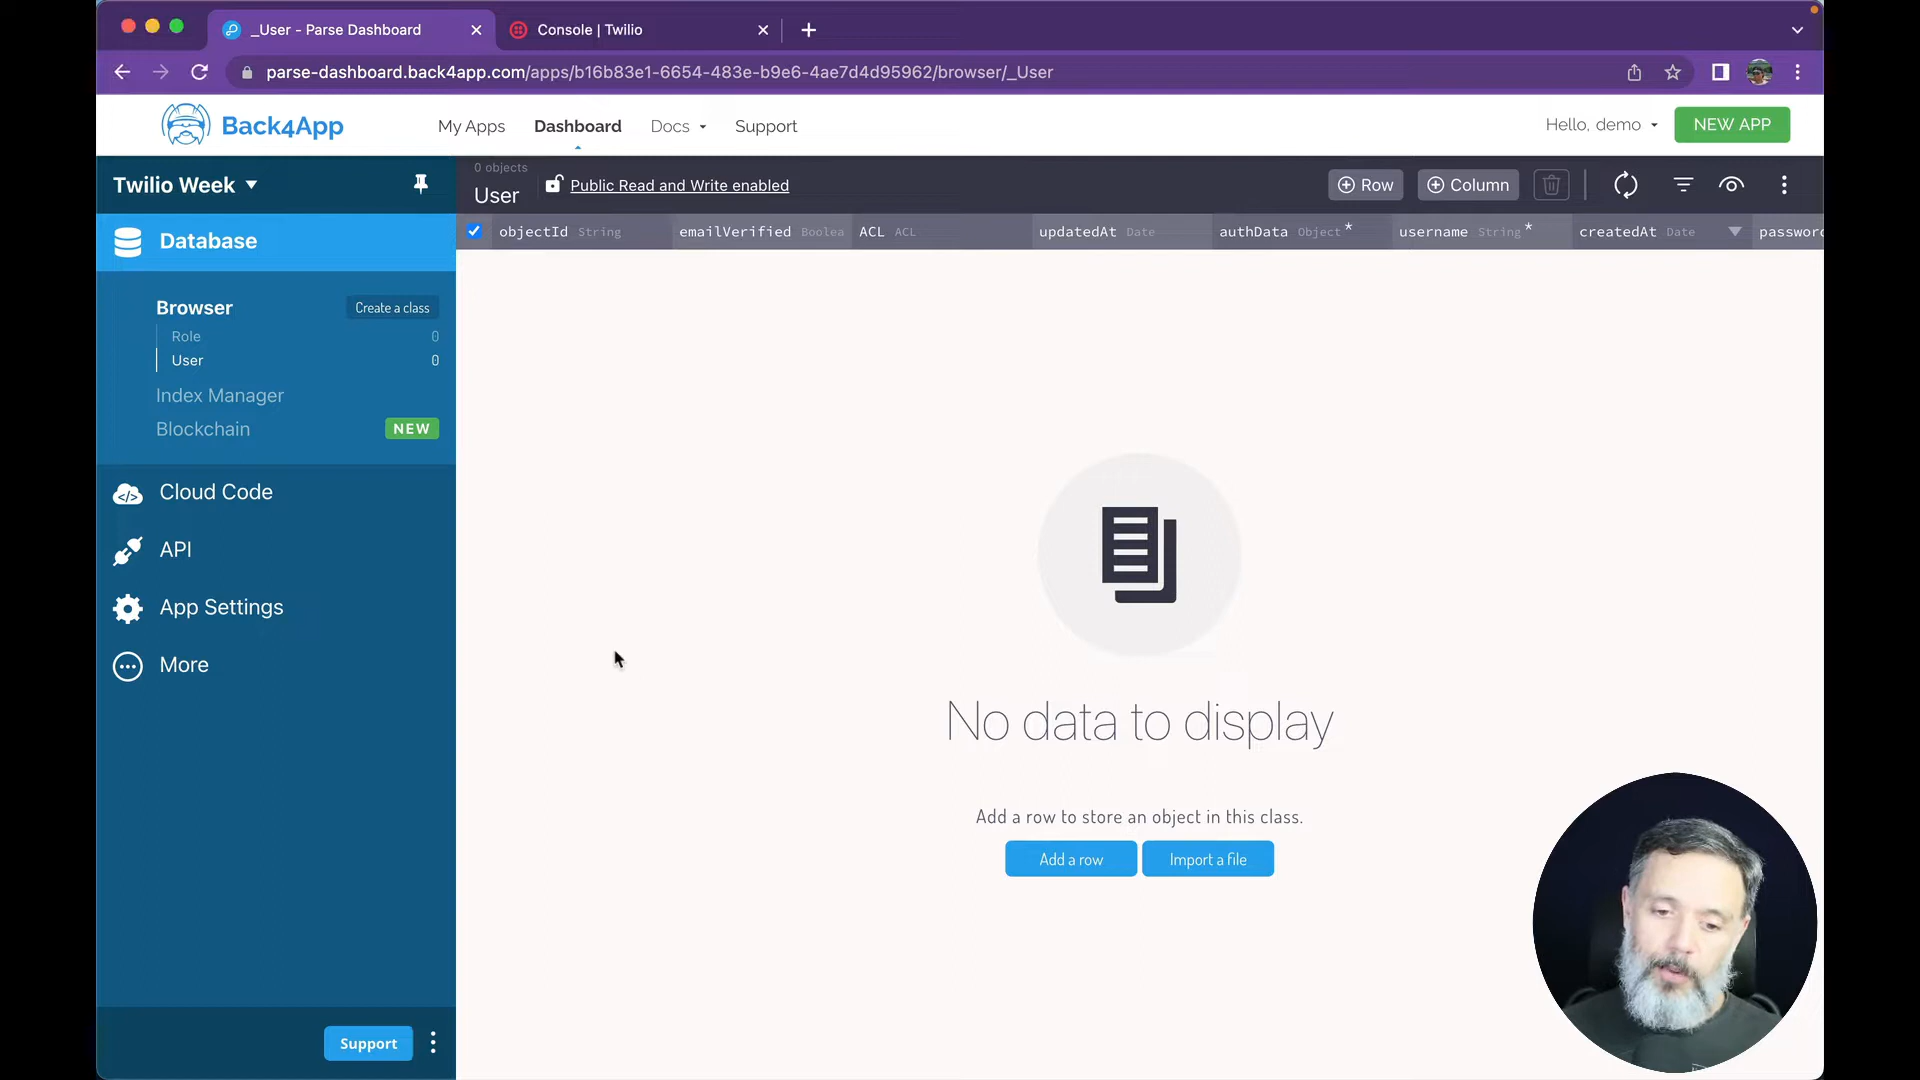 _User - Parse Dashboard
Console | Twilio
parse-dashboard.back4app.com/apps/b16b83e1-6654-483e-b9e6-4ae7d4d95962/browser/_User
Back4App
My Apps
Dashboard
Docs
Support
Hello, demo
NEW APP
Twilio Week
0 objects
User
Public Read and Write enabled
Row
Column
Database
objectId String
emailVerified Boolea
ACL ACL
updatedAt Date
authData Object *
username String *
createdAt Date
password
Browser
Create a class
Role 0
User 0
Index Manager
Blockchain
NEW
Cloud Code
API
App Settings
More
No data to display
Add a row to store an object in this class.
Add a row
Import a file
Support